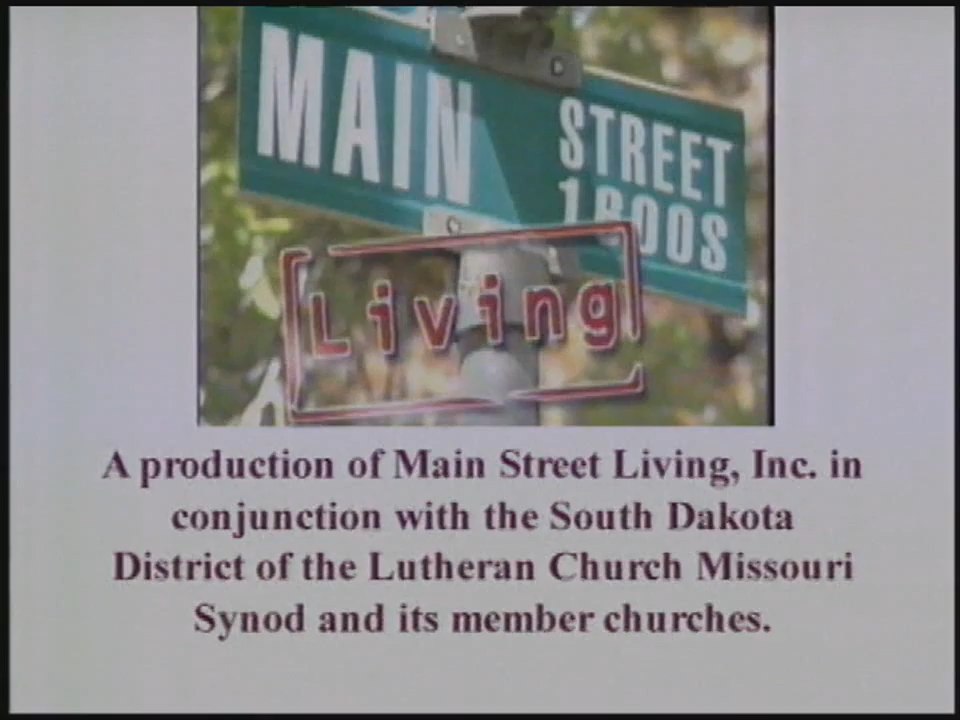 MAIN STREET
1800S
Living
A production of Main Street Living, Inc. in
conjunction with the South Dakota
District of the Lutheran Church Missouri
Synod and its member churches.